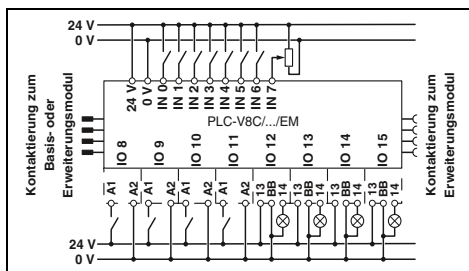 24 V
0 V
24 V
0 V
IN 0
IN 1
IN 2
IN 3
IN 4
IN 5
IN 6
IN 7
Kontaktierung zum
Basis- oder
Erweiterungsmodul
PLC-V8C/.../EM
Kontaktierung zum
Basis- oder
Erweiterungsmodul
IO 8
IO 9
IO 10
IO 11
IO 12
IO 13
IO 14
IO 15
A1
A2
A1
A2
A1
A2
A1
A2
13
BB
14
13
BB
14
13
BB
14
13
BB
14
24 V
0 V